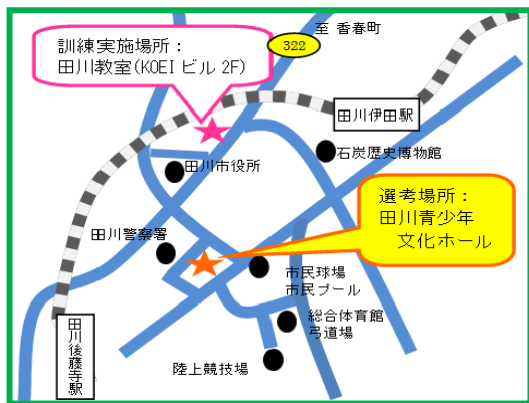 至 香春町
322
訓練実施場所：
田川教室(KOEIビル2F)
田川伊田駅
石炭歴史博物館
田川市役所
選考場所：
田川青少年
文化ホール
田川警察署
市民球場
市民プール
総合体育館
弓道場
田川後藤寺駅
陸上競技場